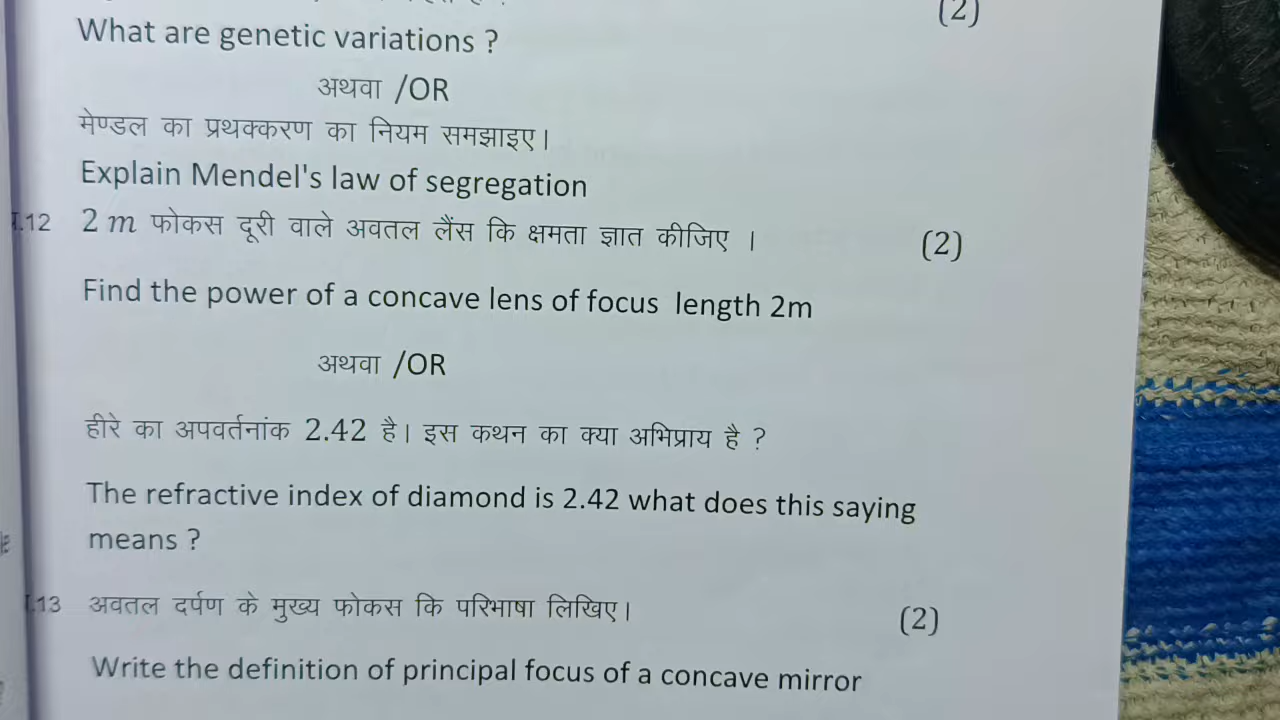 (2)
What are genetic variations ?
अथवा /OR
मेण्डल का प्रथक्करण का नियम समझाइए।
Explain Mendel's law of segregation
.12 2 m फोकस दूरी वाले अवतल लैंस कि क्षमता ज्ञात कीजिए । (2)
Find the power of a concave lens of focus length 2m
अथवा /OR
हीरे का अपवर्तनांक 2.42 है। इस कथन का क्या अभिप्राय है ?
The refractive index of diamond is 2.42 what does this saying
means ?
.13 अवतल दर्पण के मुख्य फोकस कि परिभाषा लिखिए। (2)
Write the definition of principal focus of a concave mirror